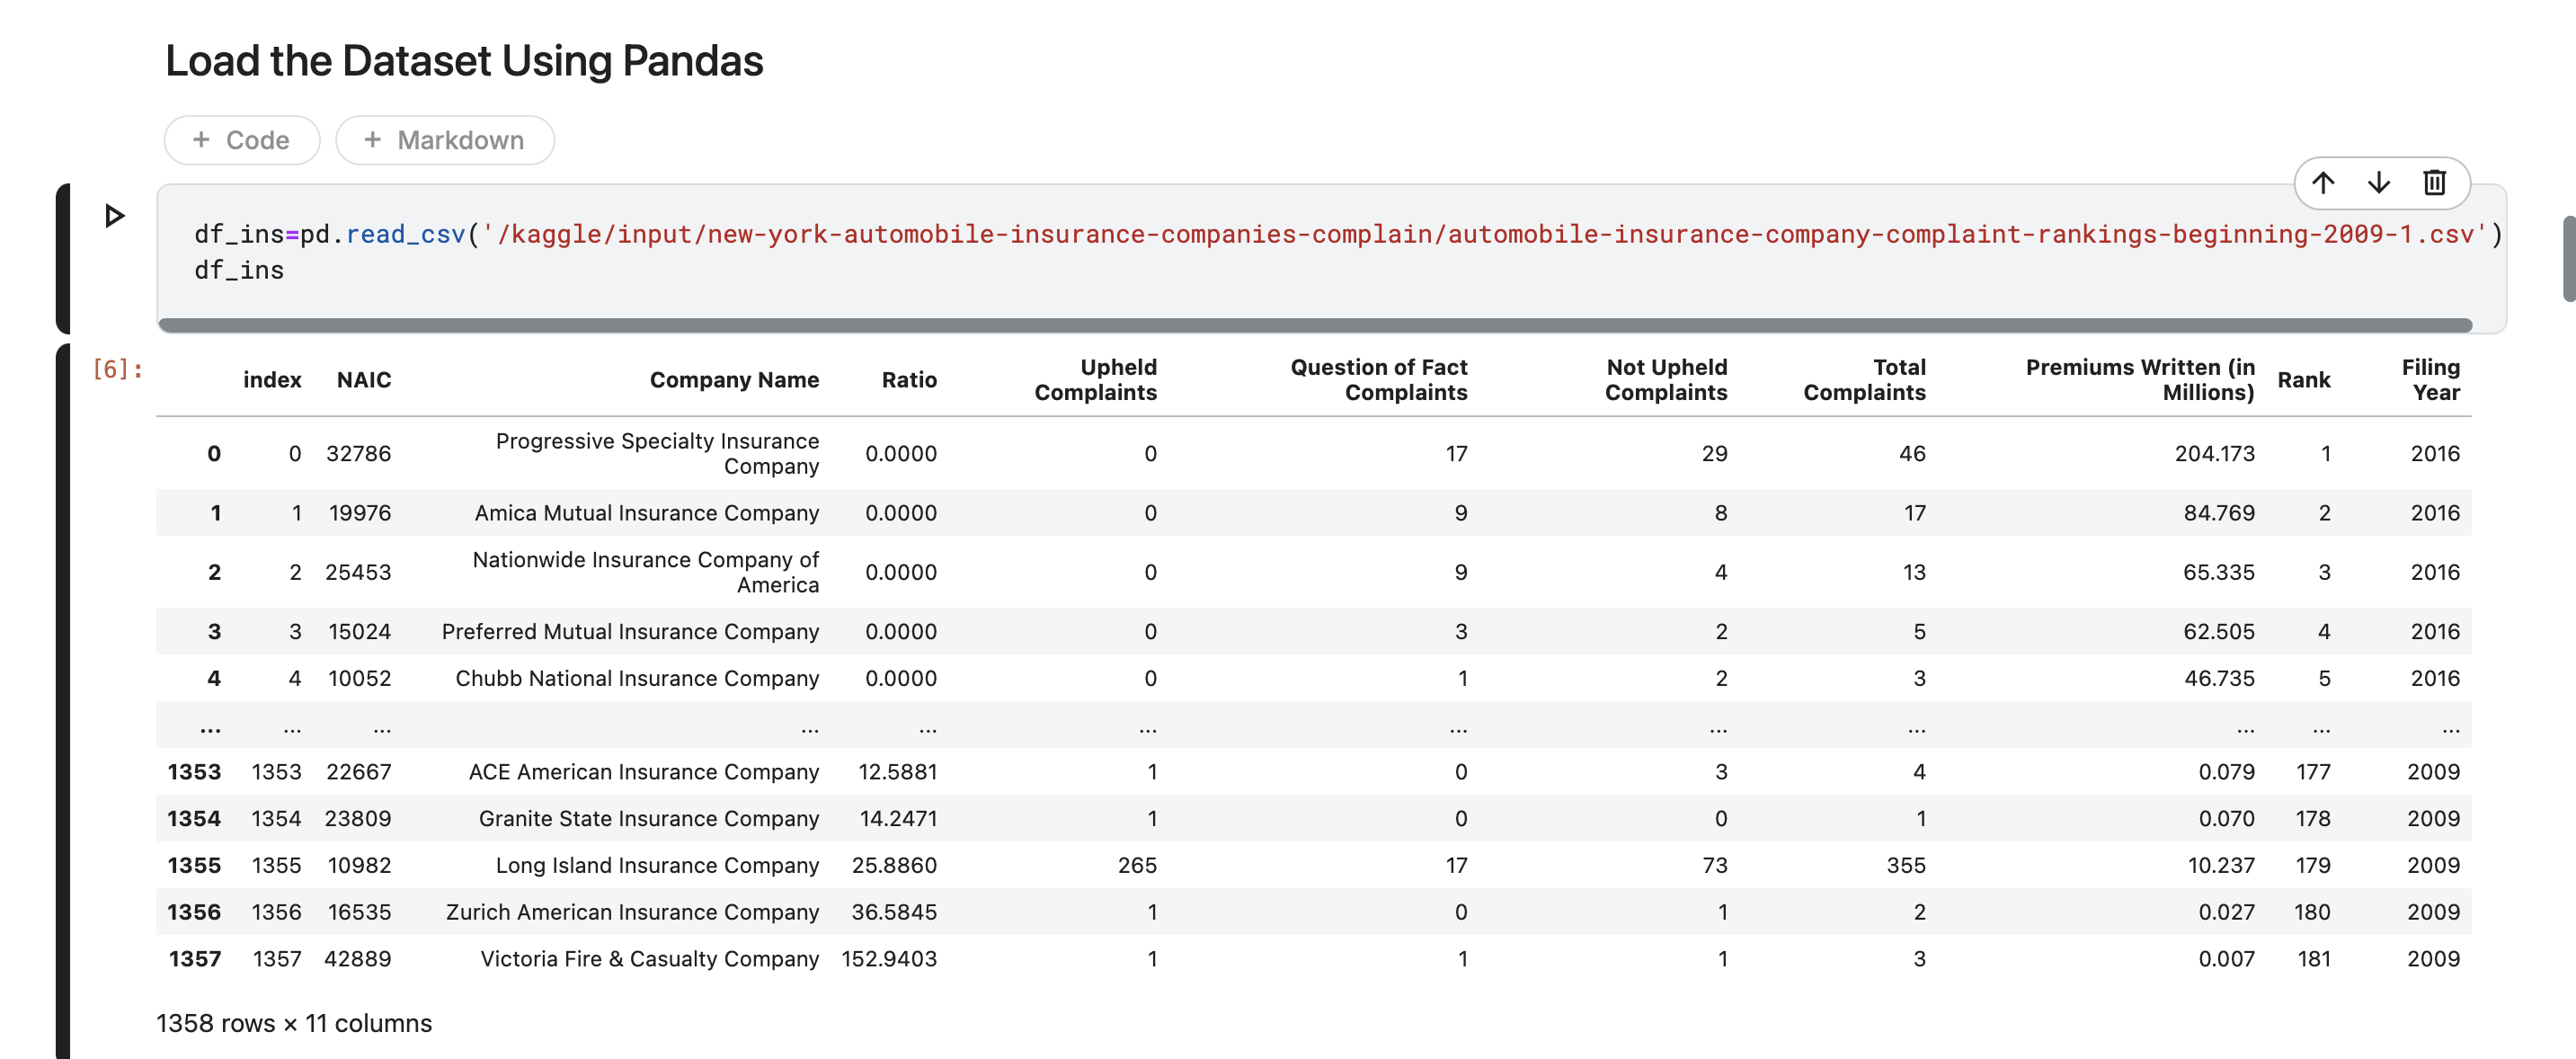 Load the Dataset Using Pandas
+ Code + Markdown
df_ins=pd.read_csv('/kaggle/input/new-york-automobile-insurance-companies-complain/automobile-insurance-company-complaint-rankings-beginning-2009-1.csv')
df_ins
[6]:
index NAIC Company Name Ratio Upheld Complaints Question of Fact Complaints Not Upheld Complaints Total Complaints Premiums Written (in Millions) Rank Filing Year
0 0 32786 Progressive Specialty Insurance Company 0.0000 0 17 29 46 204.173 1 2016
1 1 19976 Amica Mutual Insurance Company 0.0000 0 9 8 17 84.769 2 2016
2 2 25453 Nationwide Insurance Company of America 0.0000 0 9 4 13 65.335 3 2016
3 3 15024 Preferred Mutual Insurance Company 0.0000 0 3 2 5 62.505 4 2016
4 4 10052 Chubb National Insurance Company 0.0000 0 1 2 3 46.735 5 2016
... ... ... ... ... ... ... ... ... ... ... ...
1353 1353 22667 ACE American Insurance Company 12.5881 1 0 3 4 0.079 177 2009
1354 1354 23809 Granite State Insurance Company 14.2471 1 0 0 1 0.070 178 2009
1355 1355 10982 Long Island Insurance Company 25.8860 265 17 73 355 10.237 179 2009
1356 1356 16535 Zurich American Insurance Company 36.5845 1 0 1 2 0.027 180 2009
1357 1357 42889 Victoria Fire & Casualty Company 152.9403 1 1 1 3 0.007 181 2009
1358 rows × 11 columns